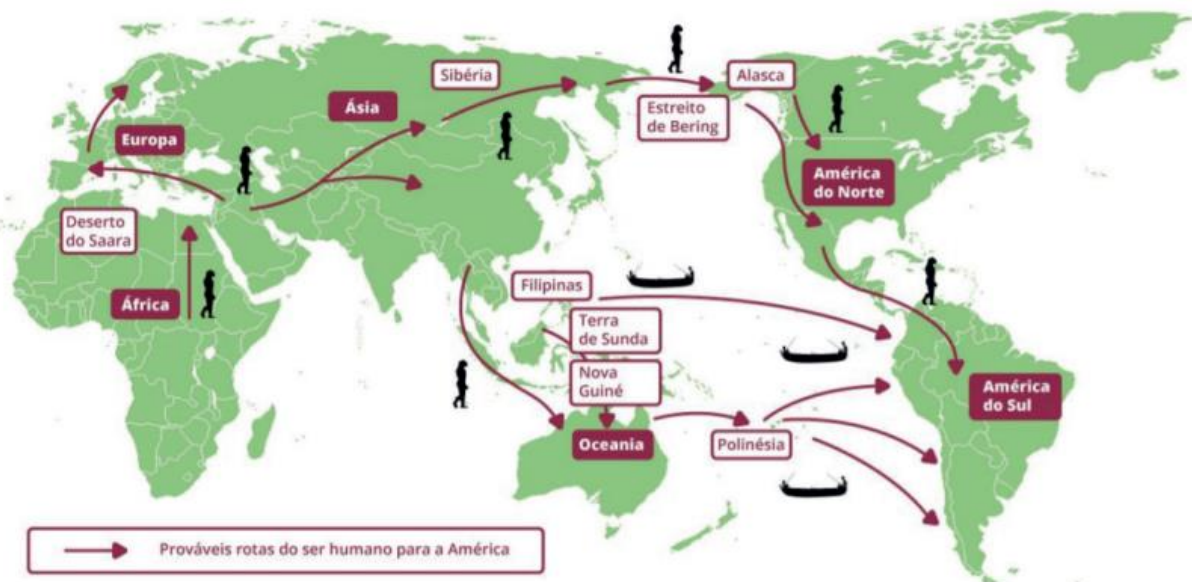 Sibéria
Alasca
Ásia
Estreito
de Bering
Europa
América
do Norte
Deserto
do Saara
Filipinas
África
Terra
de Sunda
Nova
Guiné
América
do Sul
Oceania
Polinésia
Prováveis rotas do ser humano para a América